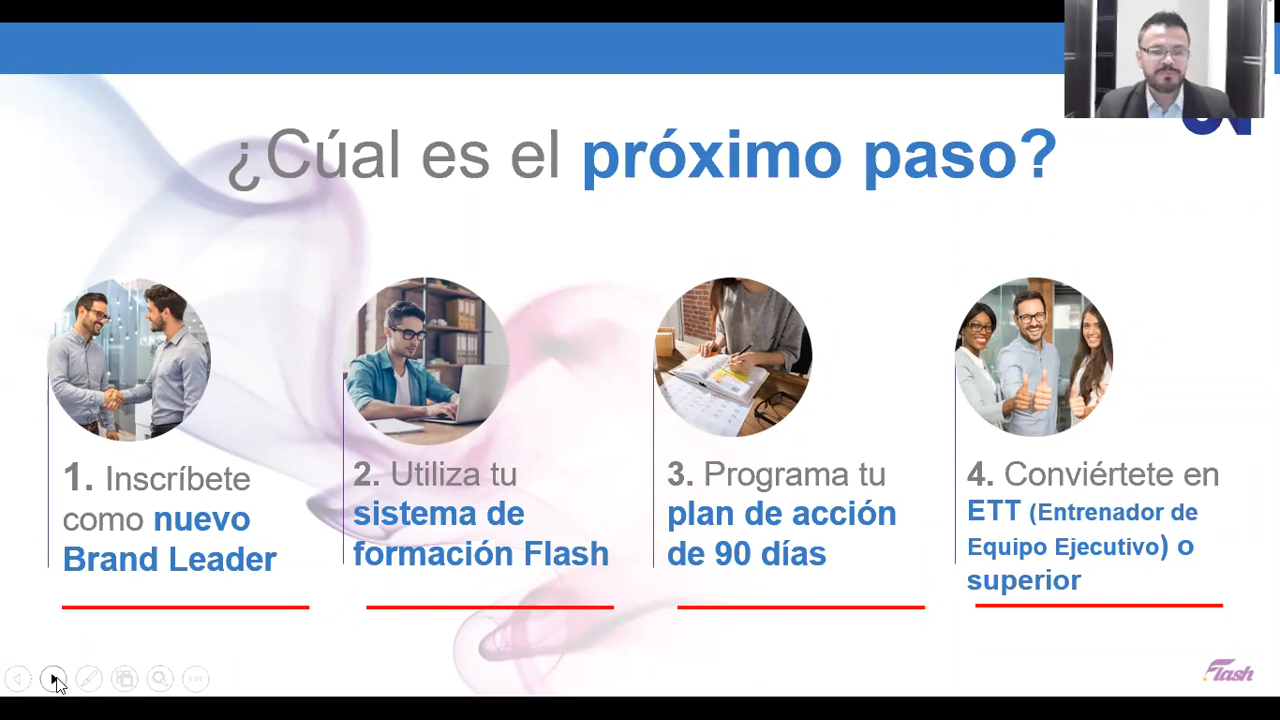 ¿Cúal es el próximo paso?
1. Inscríbete
como nuevo
Brand Leader
2. Utiliza tu
sistema de
formación Flash
3. Programa tu
plan de acción
de 90 días
4. Conviértete en
ETT (Entrenador de
Equipo Ejecutivo) o
superior
Flash